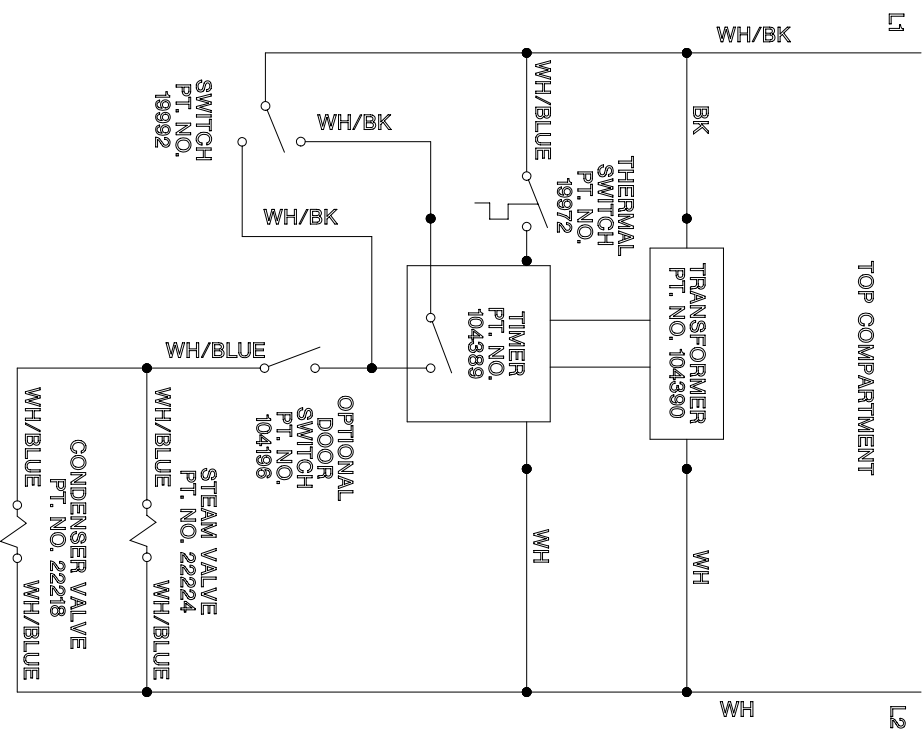 L1
L2
WH/BK
WH
TOP COMPARTMENT
BK
TRANSFORMER
PT. NO. 104390
WH
WH/BLUE
THERMAL
SWITCH
PT. NO.
19972
TIMER
PT. NO.
104389
WH
WH/BK
SWITCH
PT. NO.
19992
WH/BK
WH/BLUE
OPTIONAL
DOOR
SWITCH
PT. NO.
104196
WH/BLUE
STEAM VALVE
PT. NO. 22224
WH/BLUE
WH/BLUE
CONDENSER VALVE
PT. NO. 22218
WH/BLUE